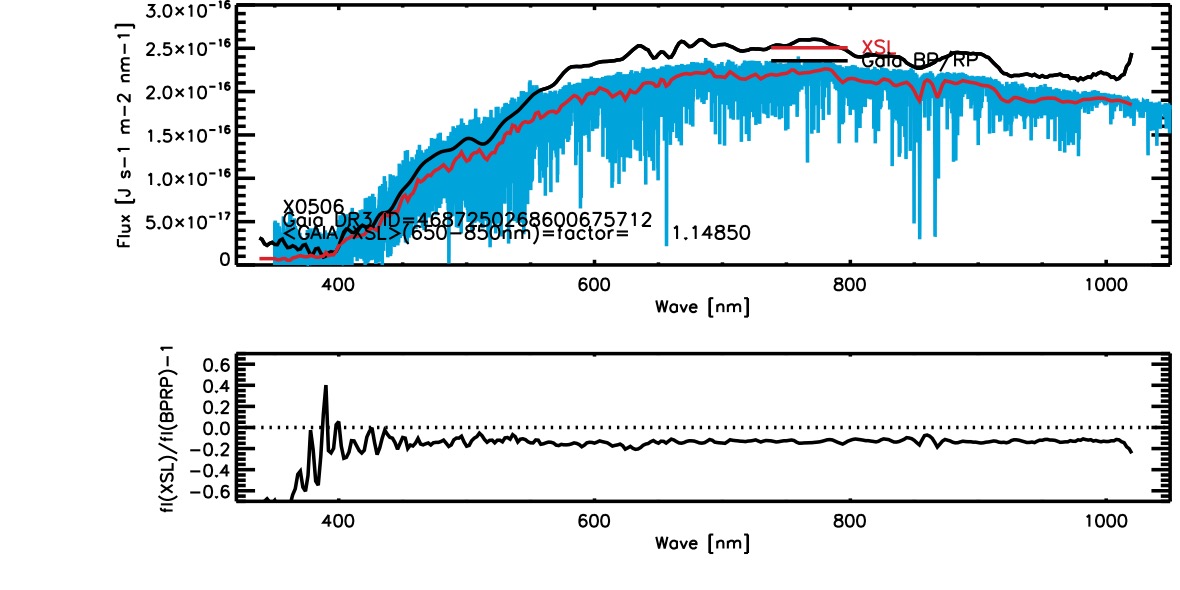 3.0×10−16
2.5×10−16
2.0×10−16
1.5×10−16
1.0×10−16
5.0×10−17
0
Flux [J s−1 m−2 nm−1]
XSL
Gaia BP/RP
X0506
Gaia DR3 ID=4687250268600675712
<GAIA/XSL>(650−850nm)=factor= 1.14850
400 600 800 1000
Wave [nm]
0.6
0.4
0.2
0.0
−0.2
−0.4
−0.6
fl(XSL)/fl(BPRP)−1
400 600 800 1000
Wave [nm]